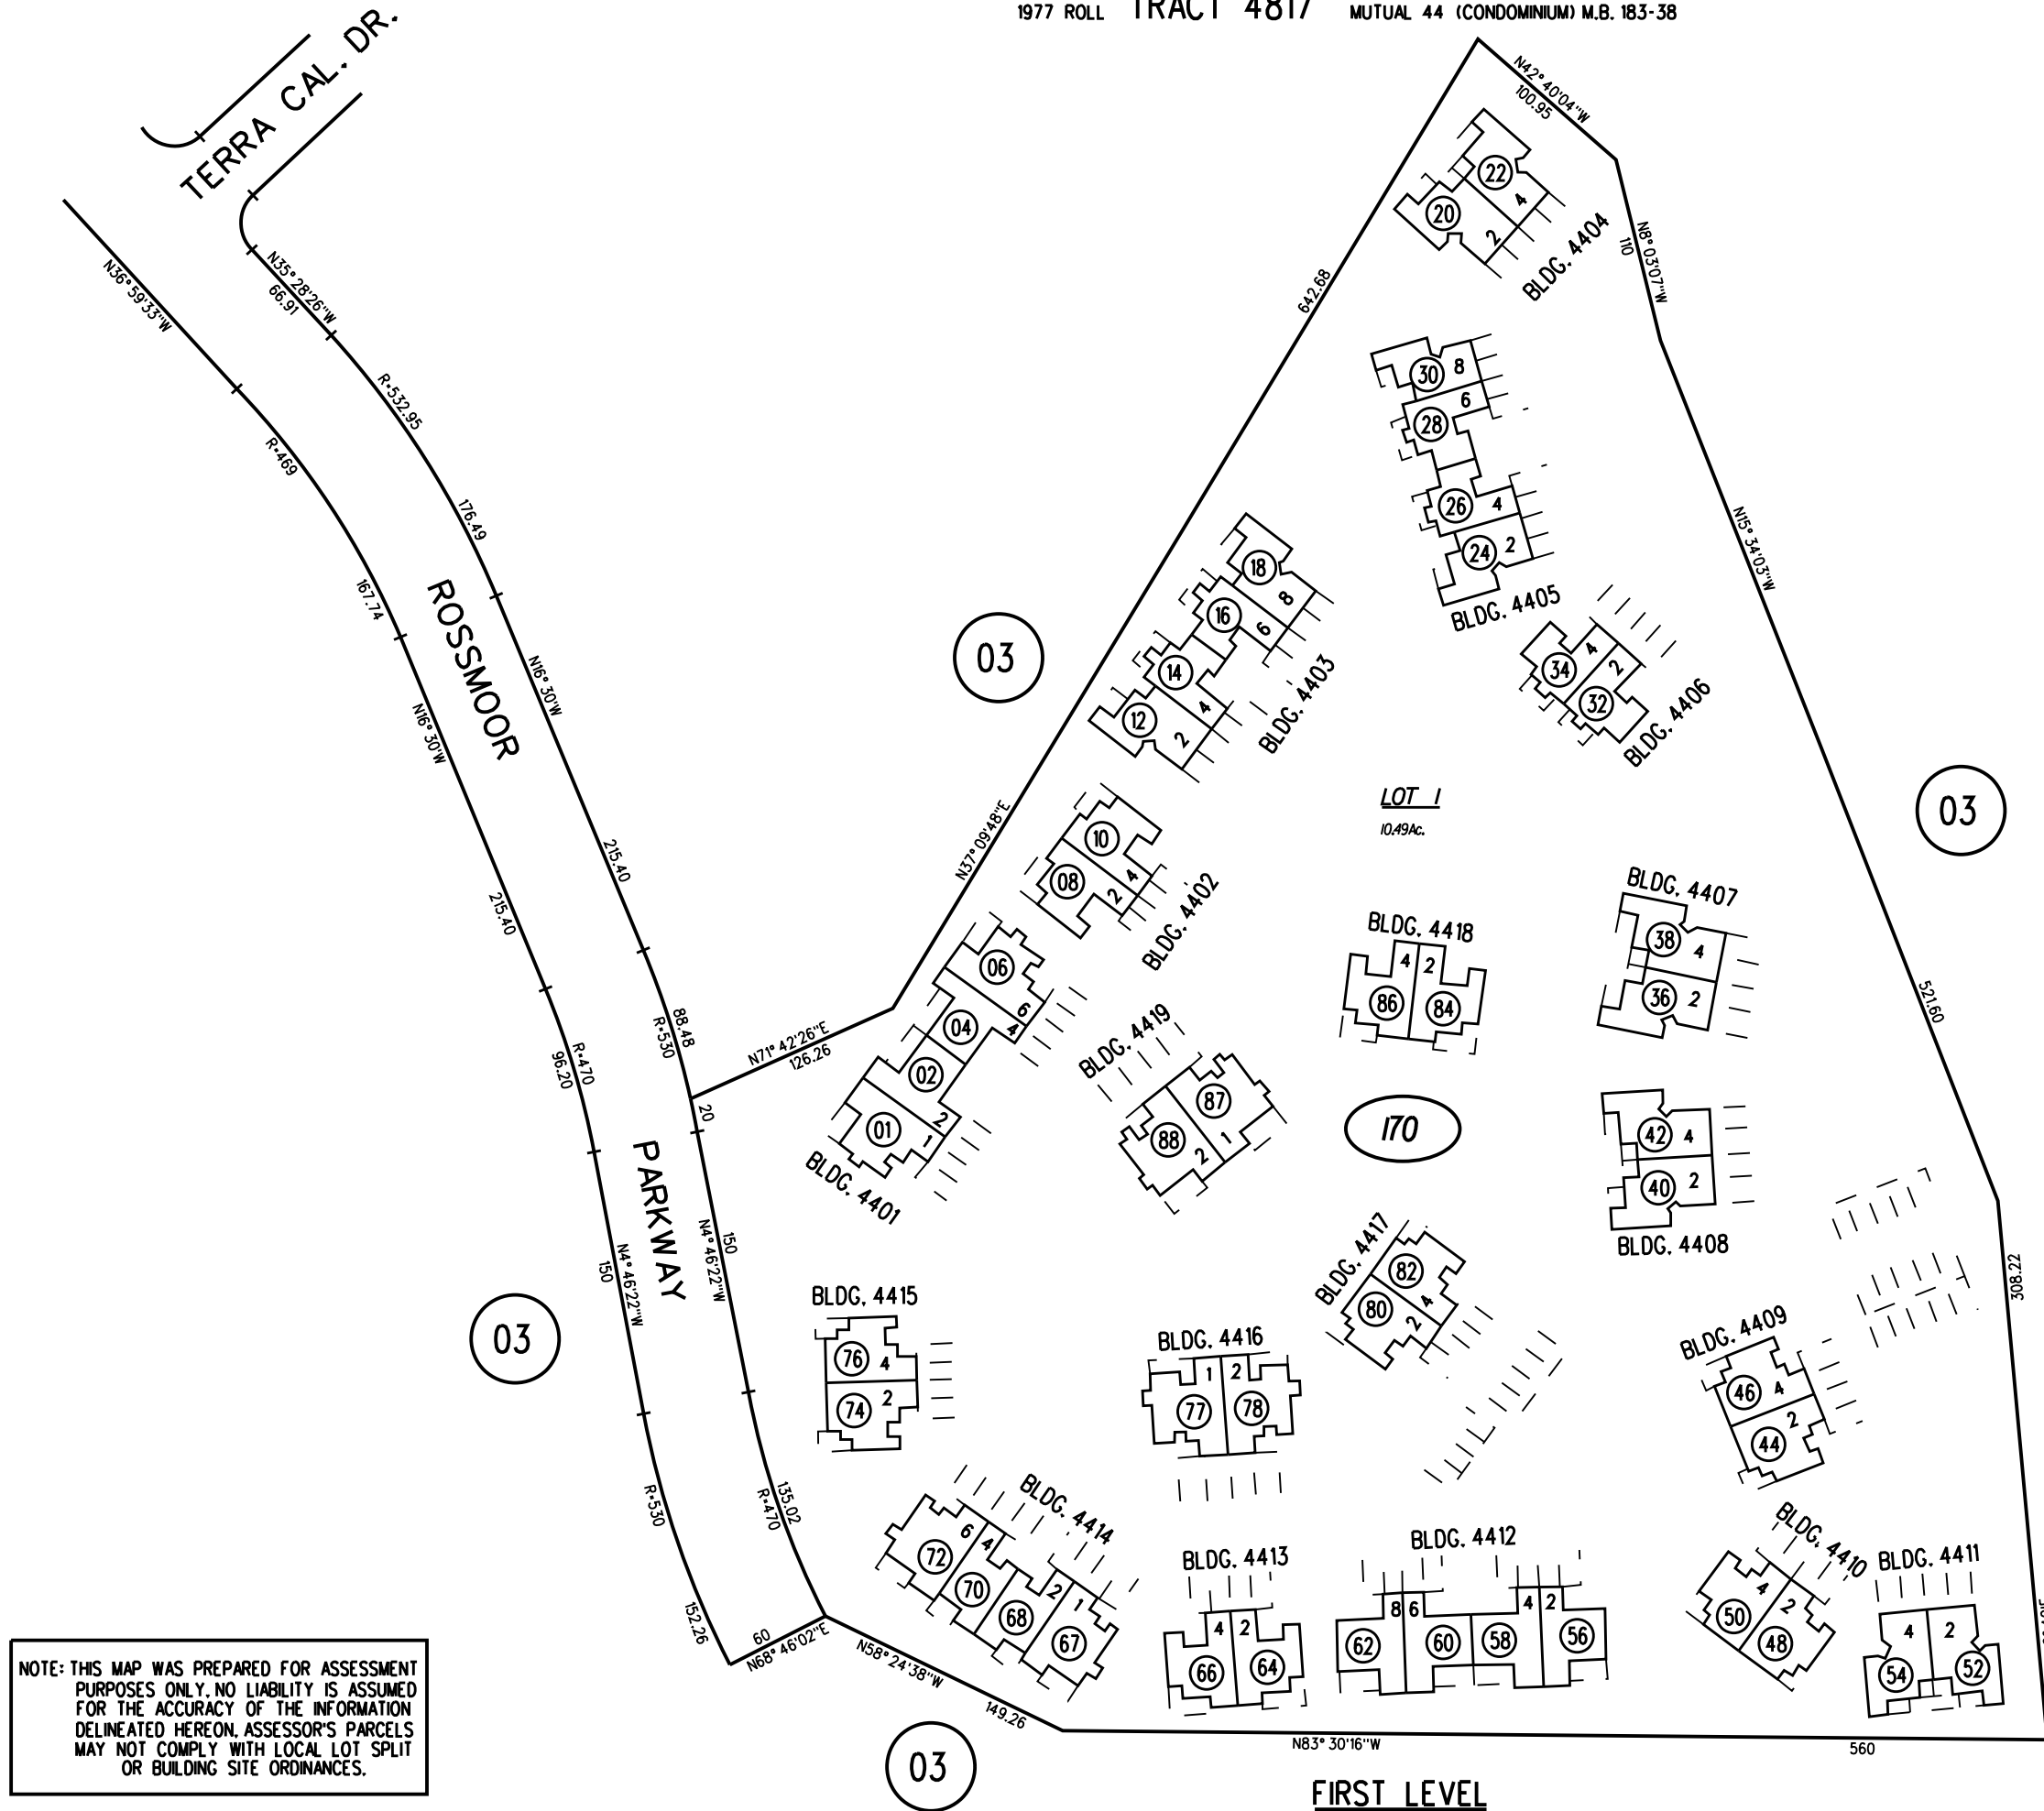 1977 ROLL TRACT 4817 MUTUAL 44 (CONDOMINIUM) M.B. 183-38
TERRA CAL. DR.
N36°59'33"W
N35°28'26"W
66.91
R=532.95
R=469
176.49
167.74
ROSSMOOR
N16°30'W
N16°30'W
215.40
215.40
88.48
R=530
R=470
96.20
N71°42'26"E
126.26
20
PARKWAY
150
N4°46'22"W
150
N4°46'22"W
R=530
152.26
135.02
R=470
60
N68°46'02"E
N58°24'38"W
149.26
N83°30'16"W
560
N37°09'48"E
642.68
N42°40'04"W
100.95
N8°03'07"W
110
N15°34'03"W
521.60
308.22
03
03
03
03
LOT 1
10.49Ac.
170
22
4
20
2
BLDG. 4404
30 8
6
28
26 4
24 2
BLDG. 4405
34 4
2
32
BLDG. 4406
18
8
16
6
14
4
12
2
BLDG. 4403
10
4
08
2
BLDG. 4402
06
6
04
4
02
2
01
1
BLDG. 4401
BLDG. 4407
38 4
36 2
BLDG. 4418
4 2
86 84
BLDG. 4419
87
1
88
2
42 4
40 2
BLDG. 4408
BLDG. 4417
82
4
80
2
BLDG. 4415
76 4
74 2
BLDG. 4416
1 2
77 78
BLDG. 4409
46 4
2
44
BLDG. 4414
6 4
72
70
2 1
68
67
BLDG. 4413
4 2
66 64
BLDG. 4412
8 6 4 2
62 60 58 56
BLDG. 4410
4
50
2
48
BLDG. 4411
4 2
54 52
NOTE: THIS MAP WAS PREPARED FOR ASSESSMENT
PURPOSES ONLY. NO LIABILITY IS ASSUMED
FOR THE ACCURACY OF THE INFORMATION
DELINEATED HEREON. ASSESSOR'S PARCELS
MAY NOT COMPLY WITH LOCAL LOT SPLIT
OR BUILDING SITE ORDINANCES.
FIRST LEVEL